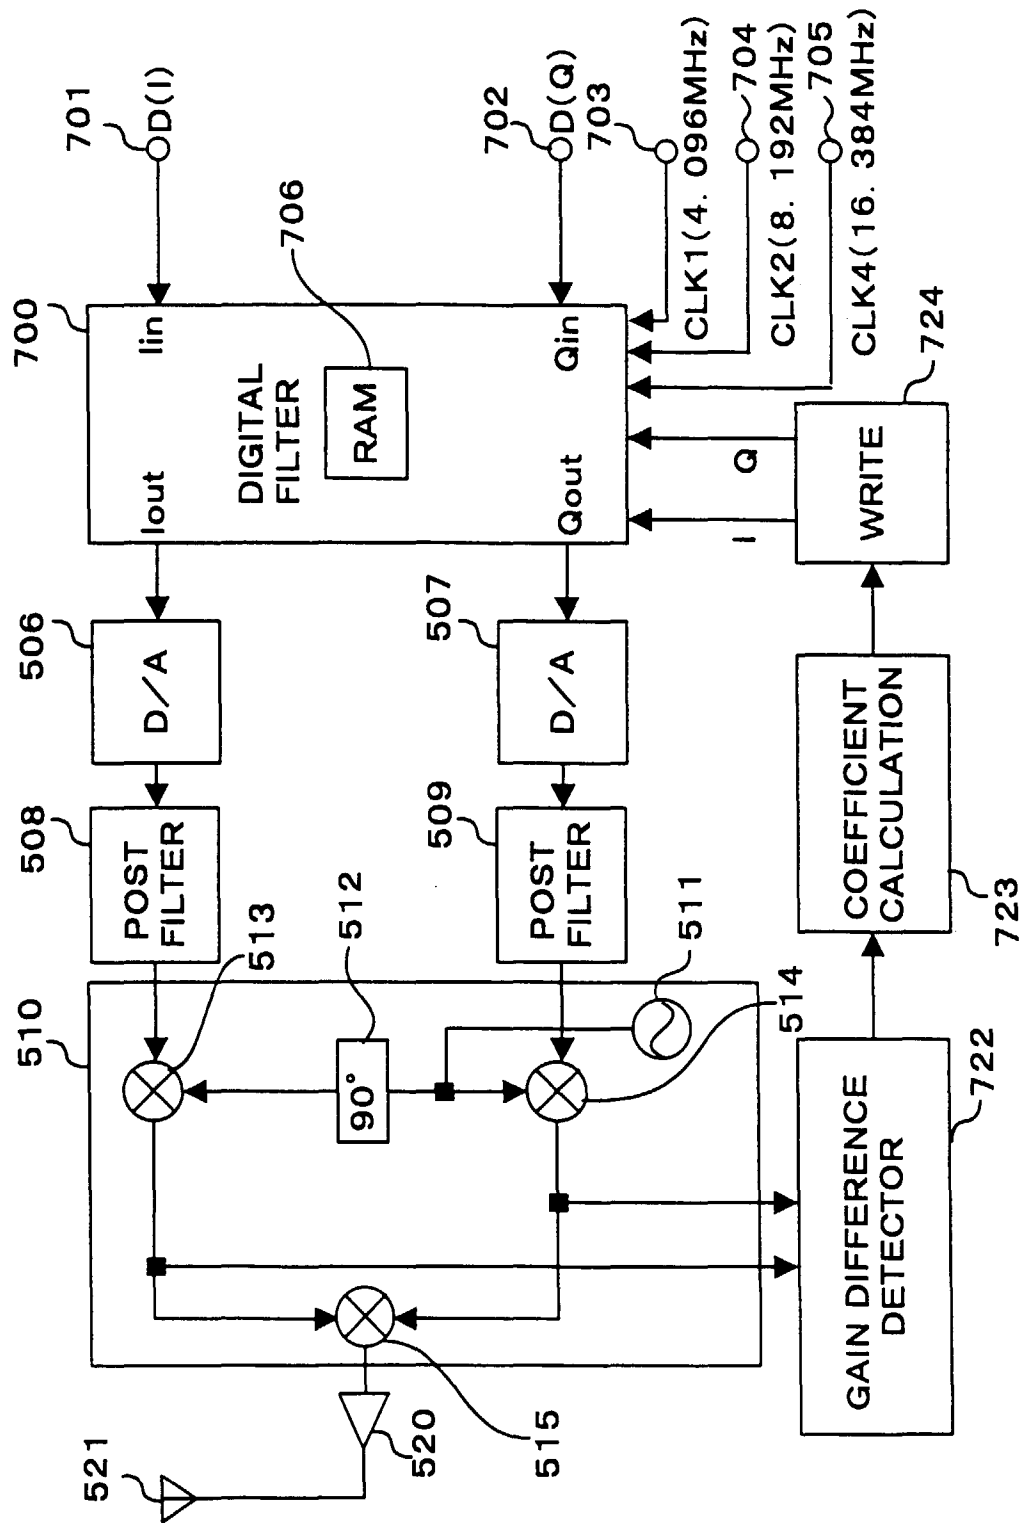 701
D(I)
702
D(Q)
703
CLK1(4. 096MHz)
704
CLK2(8. 192MHz)
705
CLK4(16. 384MHz)
700
Iin
Qin
706
DIGITAL
FILTER
RAM
Iout
Qout
I
Q
724
WRITE
506
D/A
507
D/A
508
POST
FILTER
509
POST
FILTER
COEFFICIENT
CALCULATION
723
510
513
512
90°
511
514
GAIN DIFFERENCE
DETECTOR
722
515
520
521